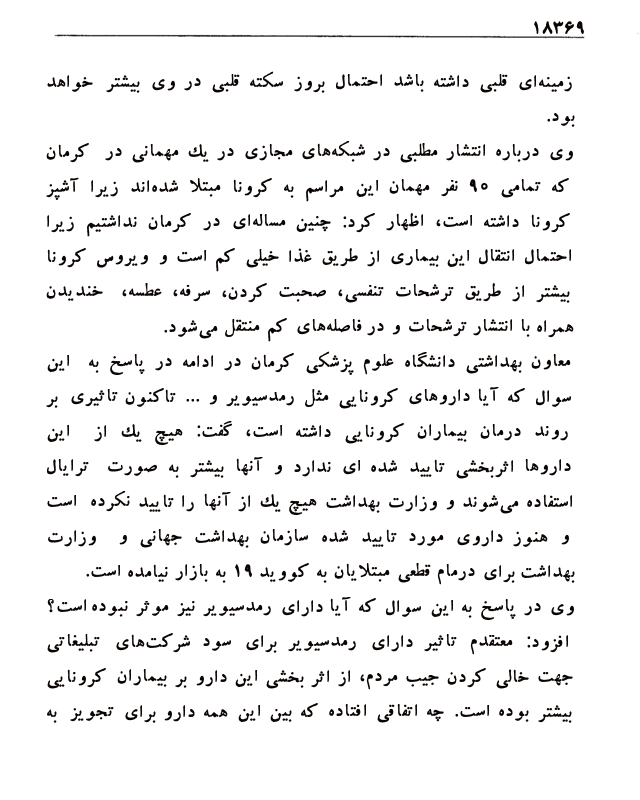 ۱۸۳۶۹
زمینه‌ای قلبی داشته باشد احتمال بروز سکته قلبی در وی بیشتر خواهد
بود.
وی درباره انتشار مطلبی در شبکه‌های مجازی در یك مهمانی در کرمان
که تمامی ۹۰ نفر مهمان این مراسم به کرونا مبتلا شده‌اند زیرا آشپز
کرونا داشته است، اظهار کرد: چنین مساله‌ای در کرمان نداشتیم زیرا
احتمال انتقال این بیماری از طریق غذا خیلی کم است و ویروس کرونا
بیشتر از طریق ترشحات تنفسی، صحبت کردن، سرفه، عطسه، خندیدن
همراه با انتشار ترشحات و در فاصله‌های کم منتقل می‌شود.
معاون بهداشتی دانشگاه علوم پزشکی کرمان در ادامه در پاسخ به این
سوال که آیا داروهای کرونایی مثل رمدسیویر و ... تاکنون تاثیری بر
روند درمان بیماران کرونایی داشته است، گفت: هیچ یك از این
داروها اثربخشی تایید شده ای ندارد و آنها بیشتر به صورت ترایال
استفاده می‌شوند و وزارت بهداشت هیچ یك از آنها را تایید نکرده است
و هنوز داروی مورد تایید شده سازمان بهداشت جهانی و وزارت
بهداشت برای درمام قطعی مبتلایان به کووید ۱۹ به بازار نیامده است.
وی در پاسخ به این سوال که آیا دارای رمدسیویر نیز موثر نبوده است؟
افزود: معتقدم تاثیر دارای رمدسیویر برای سود شرکت‌های تبلیغاتی
جهت خالی کردن جیب مردم، از اثر بخشی این دارو بر بیماران کرونایی
بیشتر بوده است. چه اتفاقی افتاده که بین این همه دارو برای تجویز به